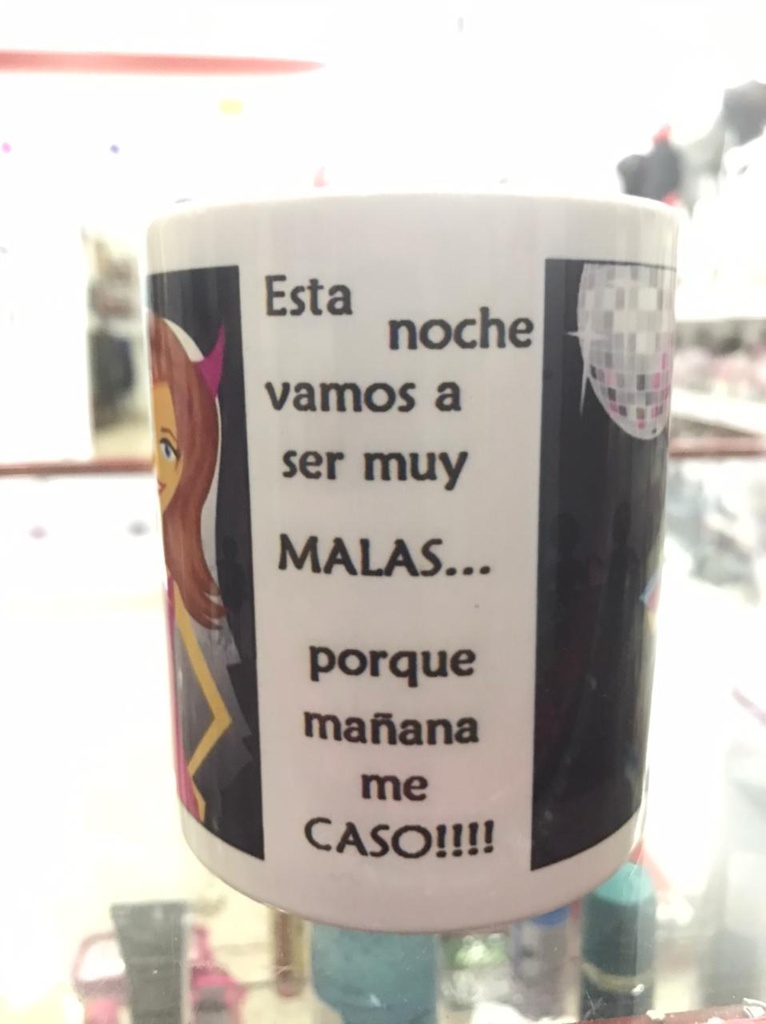 Esta
noche
vamos a
ser muy
MALAS...
porque
mañana
me
CASO!!!!